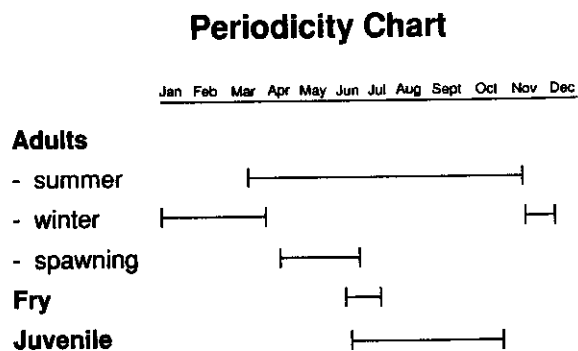 Periodicity Chart
Jan Feb Mar Apr May Jun Jul Aug Sept Oct Nov Dec
Adults
- summer
- winter
- spawning
Fry
Juvenile